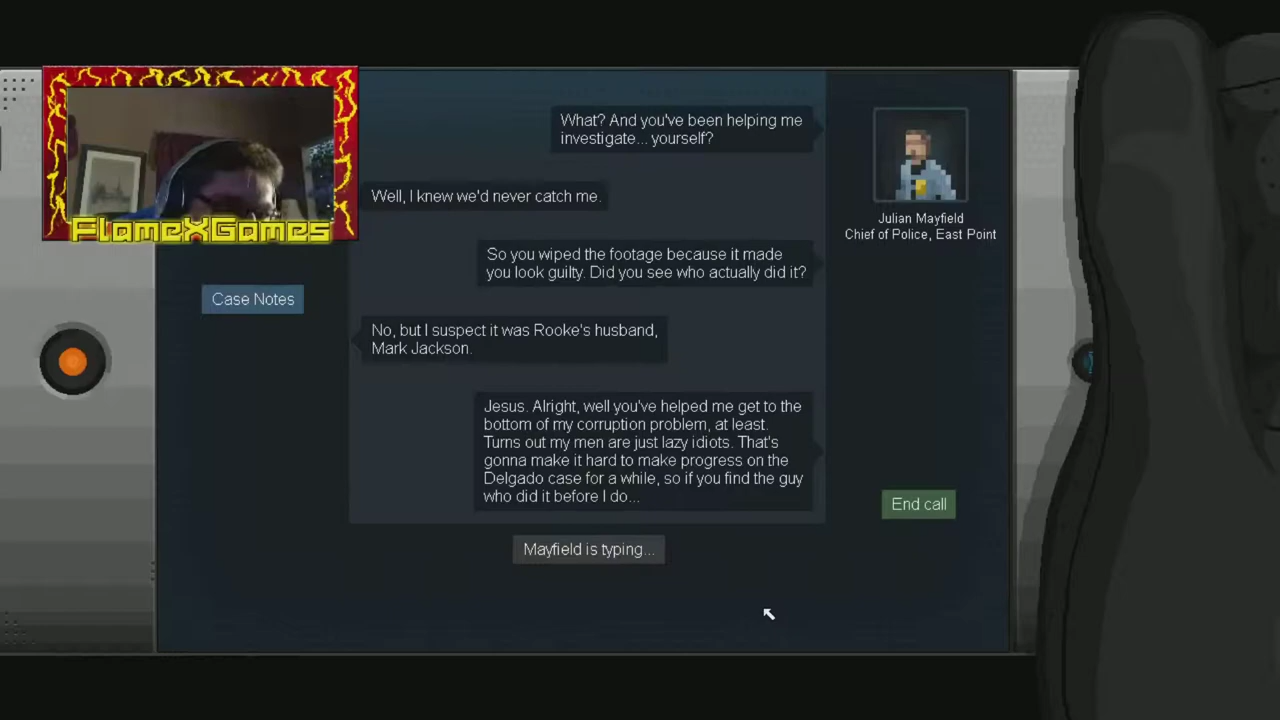 What? And you've been helping me
investigate... yourself?
Julian Mayfield
Chief of Police, East Point
Well, I knew we'd never catch me.
FlameXGames
So you wiped the footage because it made
you look guilty. Did you see who actually did it?
Case Notes
No, but I suspect it was Rooke's husband,
Mark Jackson.
Jesus. Alright, well you've helped me get to the
bottom of my corruption problem, at least.
Turns out my men are just lazy idiots. That's
gonna make it hard to make progress on the
Delgado case for a while, so if you find the guy
who did it before I do...
End call
Mayfield is typing...